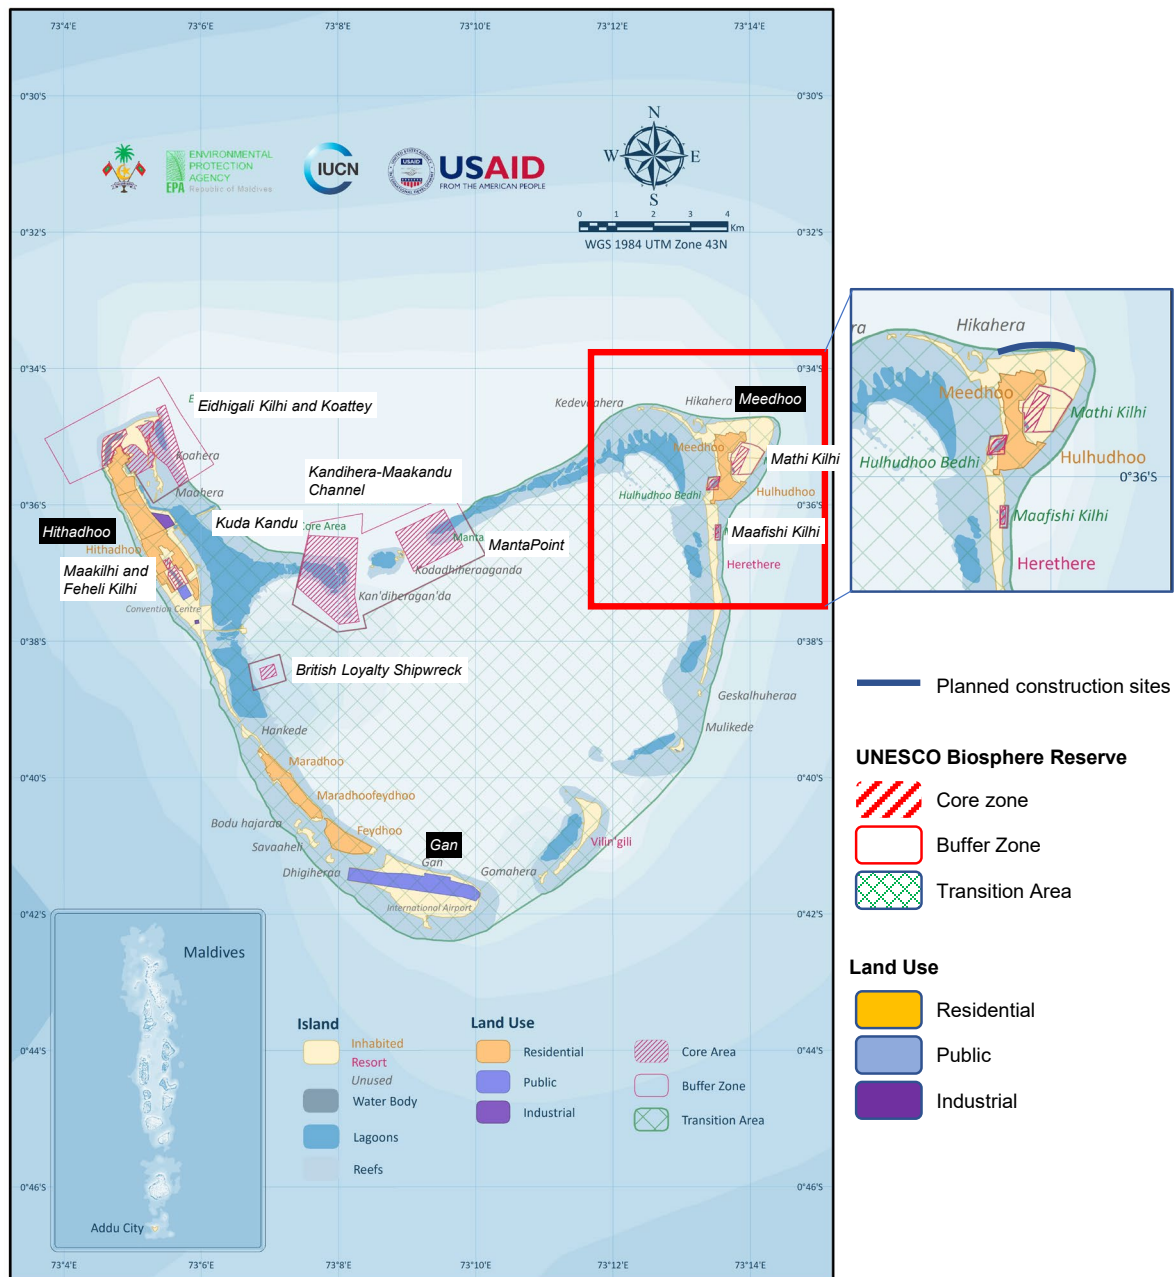 73°4'E 73°6'E 73°8'E 73°10'E 73°12'E 73°14'E
0°30'S 0°30'S
N
W E
S
ENVIRONMENTAL
PROTECTION
AGENCY
EPA Republic of Maldives
IUCN
USAID
USAID
FROM THE AMERICAN PEOPLE
0 1 2 3 4
Km
WGS 1984 UTM Zone 43N
0°32'S 0°32'S
0°34'S 0°34'S
E
Eidhigali Kilhi and Koattey
Koahera
Maahera
Kandihera-Maakandu
Channel
Kedevaahera
Hikahera
Meedhoo
Meedhoo
Mathi Kilhi
Hulhudhoo Bedhi
Hulhudhoo
0°36'S 0°36'S
Kuda Kandu
Core Area
Manta
MantaPoint
Maafishi Kilhi
Hithadhoo
Hithadhoo
Maakilhi and
Feheli Kilhi
Convention Centre
Kodadhiheraaganda
Kan'diheragan'da
Herethere
0°38'S 0°38'S
British Loyalty Shipwreck
Geskalhuheraa
Mulikede
Hankede
0°40'S 0°40'S
Maradhoo
Maradhoofeydhoo
Bodu hajaraa
Savaaheli
Feydhoo
Dhigiheraa
Gan
Gan
Gomahera
Vilin'gili
International Airport
0°42'S 0°42'S
Maldives
Addu City
Island
Inhabited
Resort
Unused
Water Body
Lagoons
Reefs
Land Use
Residential
Public
Industrial
Core Area
Buffer Zone
Transition Area
0°44'S 0°44'S
0°46'S 0°46'S
73°4'E 73°6'E 73°8'E 73°10'E 73°12'E 73°14'E
ra
Hikahera
Meedhoo
Mathi Kilhi
Hulhudhoo Bedhi
Hulhudhoo
0°36'S
Maafishi Kilhi
Herethere
Planned construction sites
UNESCO Biosphere Reserve
Core zone
Buffer Zone
Transition Area
Land Use
Residential
Public
Industrial